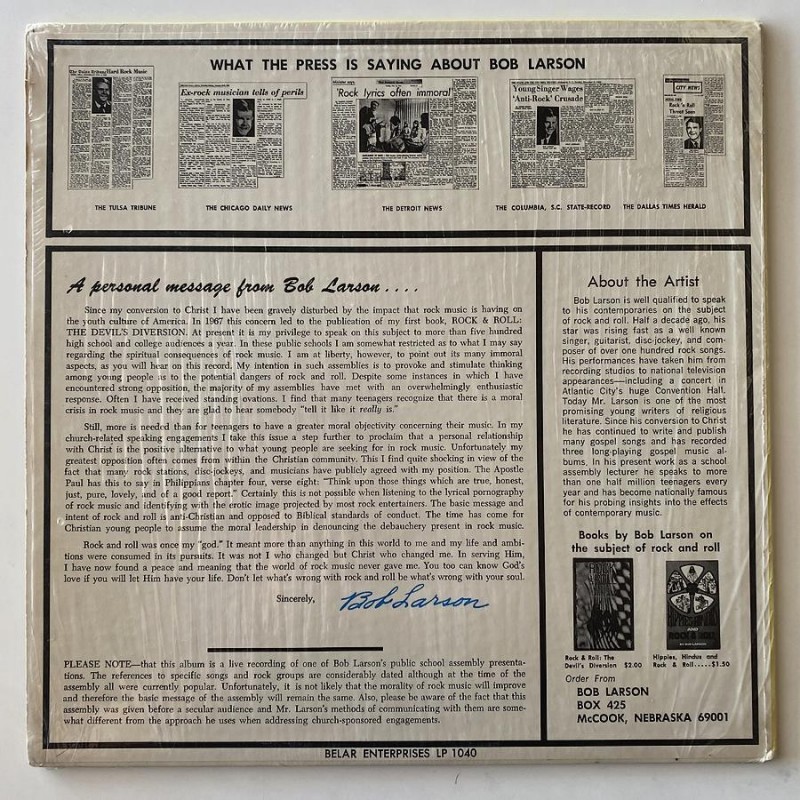 WHAT THE PRESS IS SAYING ABOUT BOB LARSON
The Tulsa Tribune
Hard Rock Music
Ex-rock musician tells of perils
'Rock lyrics often immoral'
Young Singer Wages
'Anti-Rock' Crusade
CITY NEWS
Rock 'n Roll
Threat Seen
THE TULSA TRIBUNE
THE CHICAGO DAILY NEWS
THE DETROIT NEWS
THE COLUMBIA, S.C. STATE-RECORD
THE DALLAS TIMES HERALD
A personal message from Bob Larson . . . .
Since my conversion to Christ I have been gravely disturbed by the impact that rock music is having on
the youth culture of America. In 1967 this concern led to the publication of my first book, ROCK & ROLL:
THE DEVIL'S DIVERSION. At present it is my privilege to speak on this subject to more than five hundred
high school and college audiences a year. In these public schools I am somewhat restricted as to what I may say
regarding the spiritual consequences of rock music. I am at liberty, however, to point out its many immoral
aspects, as you will hear on this record. My intention in such assemblies is to provoke and stimulate thinking
among young people as to the potential dangers of rock and roll. Despite some instances in which I have
encountered strong opposition, the majority of my assemblies have met with an overwhelmingly enthusiastic
response. Often I have received standing ovations. I find that many teenagers recognize that there is a moral
crisis in rock music and they are glad to hear somebody "tell it like it really is."
Still, more is needed than for teenagers to have a greater moral objectivity concerning their music. In my
church-related speaking engagements I take this issue a step further to proclaim that a personal relationship
with Christ is the positive alternative to what young people are seeking for in rock music. Unfortunately my
greatest opposition often comes from within the Christian community. This I find quite shocking in view of the
fact that many rock stations, disc-jockeys, and musicians have publicly agreed with my position. The Apostle
Paul has this to say in Philippians chapter four, verse eight: "Think upon those things which are true, honest,
just, pure, lovely, and of a good report." Certainly this is not possible when listening to the lyrical pornography
of rock music and identifying with the erotic image projected by most rock entertainers. The basic message and
intent of rock and roll is anti-Christian and opposed to Biblical standards of conduct. The time has come for
Christian young people to assume the moral leadership in denouncing the debauchery present in rock music.
Rock and roll was once my "god." It meant more than anything in this world to me and my life and ambi-
tions were consumed in its pursuits. It was not I who changed but Christ who changed me. In serving Him,
I have now found a peace and meaning that the world of rock music never gave me. You too can know God's
love if you will let Him have your life. Don't let what's wrong with rock and roll be what's wrong with your soul.
Sincerely,
Bob Larson
PLEASE NOTE—that this album is a live recording of one of Bob Larson's public school assembly presenta-
tions. The references to specific songs and rock groups are considerably dated although at the time of the
assembly all were currently popular. Unfortunately, it is not likely that the morality of rock music will improve
and therefore the basic message of the assembly will remain the same. Also, please be aware of the fact that this
assembly was given before a secular audience and Mr. Larson's methods of communicating with them are some-
what different from the approach he uses when addressing church-sponsored engagements.
About the Artist
Bob Larson is well qualified to speak
to his contemporaries on the subject
of rock and roll. Half a decade ago, his
star was rising fast as a well known
singer, guitarist, disc-jockey, and com-
poser of over one hundred rock songs.
His performances have taken him from
recording studios to national television
appearances—including a concert in
Atlantic City's huge Convention Hall.
Today Mr. Larson is one of the most
promising young writers of religious
literature. Since his conversion to Christ
he has continued to write and publish
many gospel songs and has recorded
three long-playing gospel music al-
bums. In his present work as a school
assembly lecturer he speaks to more
than one half million teenagers every
year and has become nationally famous
for his probing insights into the effects
of contemporary music.
Books by Bob Larson on
the subject of rock and roll
Rock & Roll: The
Devil's Diversion $2.00
Hippies, Hindus and
Rock & Roll.....$1.50
Order From
BOB LARSON
BOX 425
McCOOK, NEBRASKA 69001
BELAR ENTERPRISES LP 1040